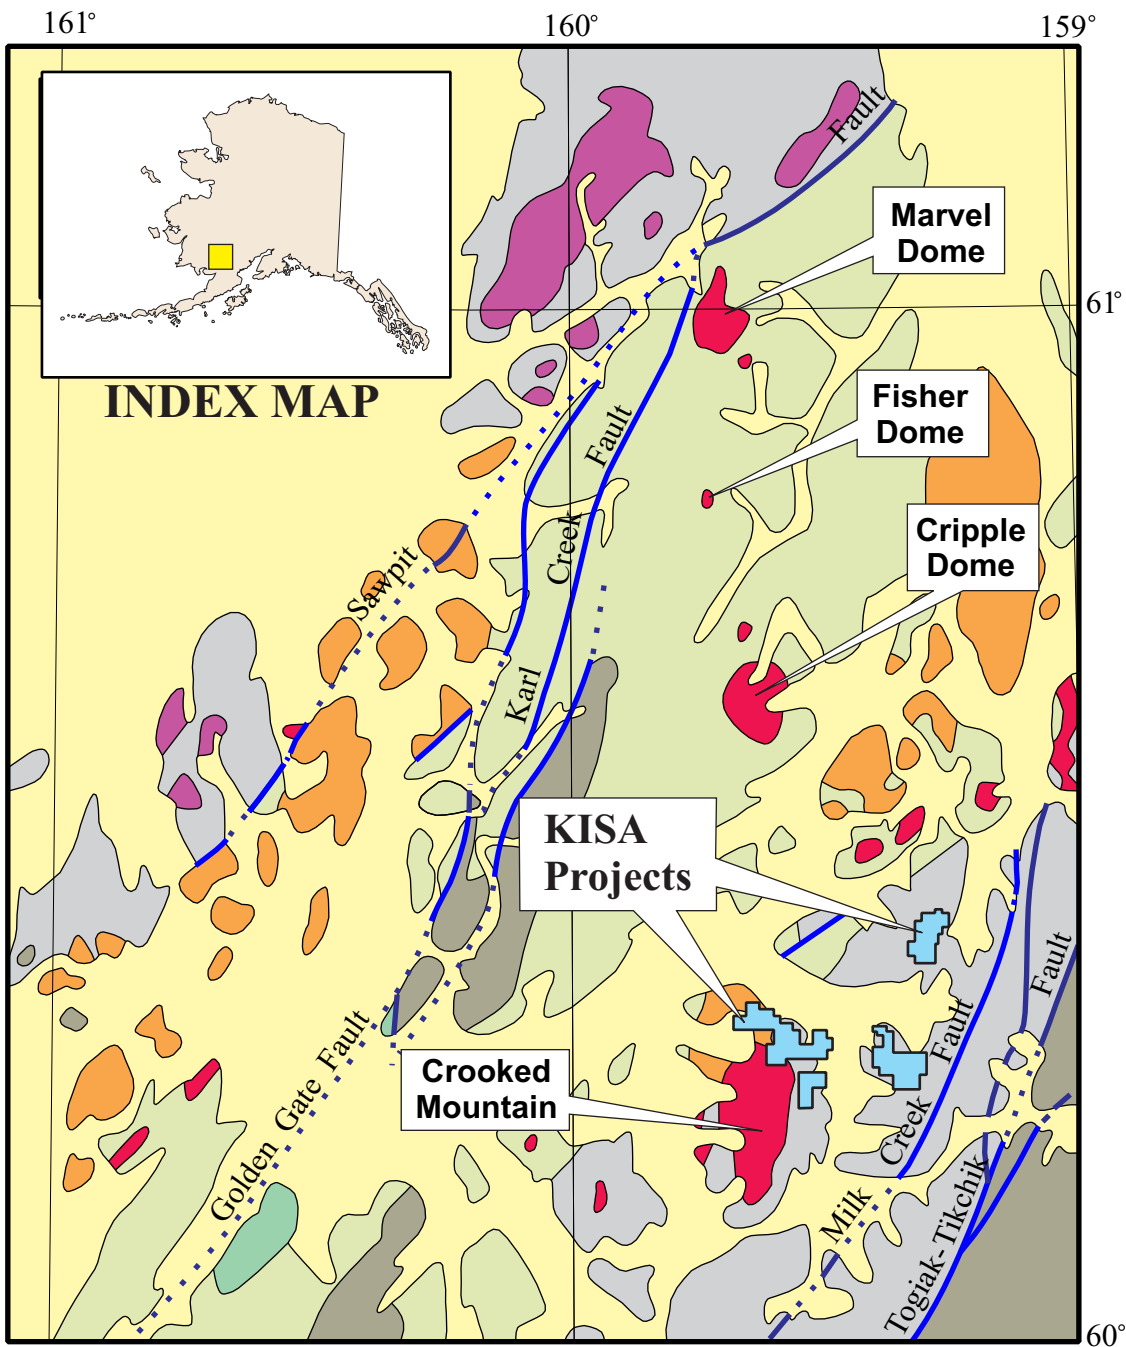 161°
160°
159°
Fault
Marvel
Dome
61°
INDEX MAP
Fisher
Dome
Fault
Creek
Karl
Cripple
Dome
Sawpit
KISA
Projects
Fault
Fault
Creek
Milk
Togiak-Tikchik
Crooked
Mountain
Golden Gate Fault
60°